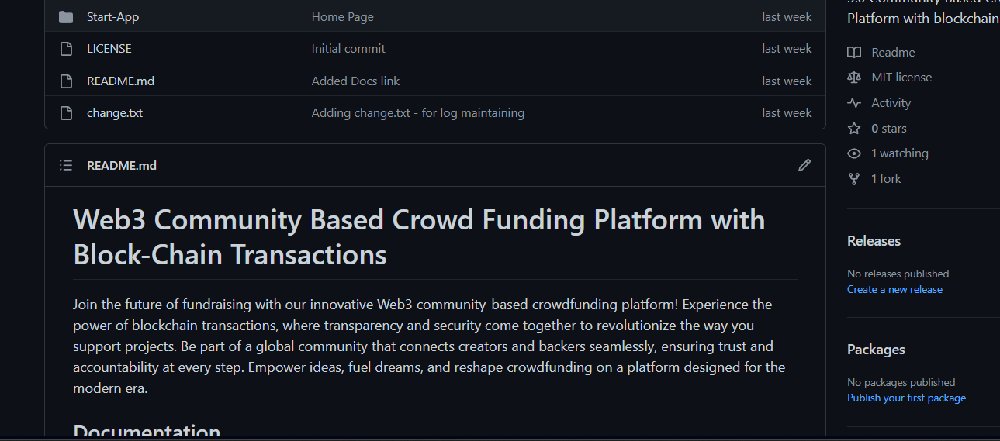 Start-App Home Page last week
LICENSE Initial commit last week
README.md Added Docs link last week
change.txt Adding change.txt - for log maintaining last week
README.md
Web3 Community Based Crowd Funding Platform with
Block-Chain Transactions
Join the future of fundraising with our innovative Web3 community-based crowdfunding platform! Experience the
power of blockchain transactions, where transparency and security come together to revolutionize the way you
support projects. Be part of a global community that connects creators and backers seamlessly, ensuring trust and
accountability at every step. Empower ideas, fuel dreams, and reshape crowdfunding on a platform designed for the
modern era.
Documentation
Platform with blockchain
Readme
MIT license
Activity
0 stars
1 watching
1 fork
Releases
No releases published
Create a new release
Packages
No packages published
Publish your first package